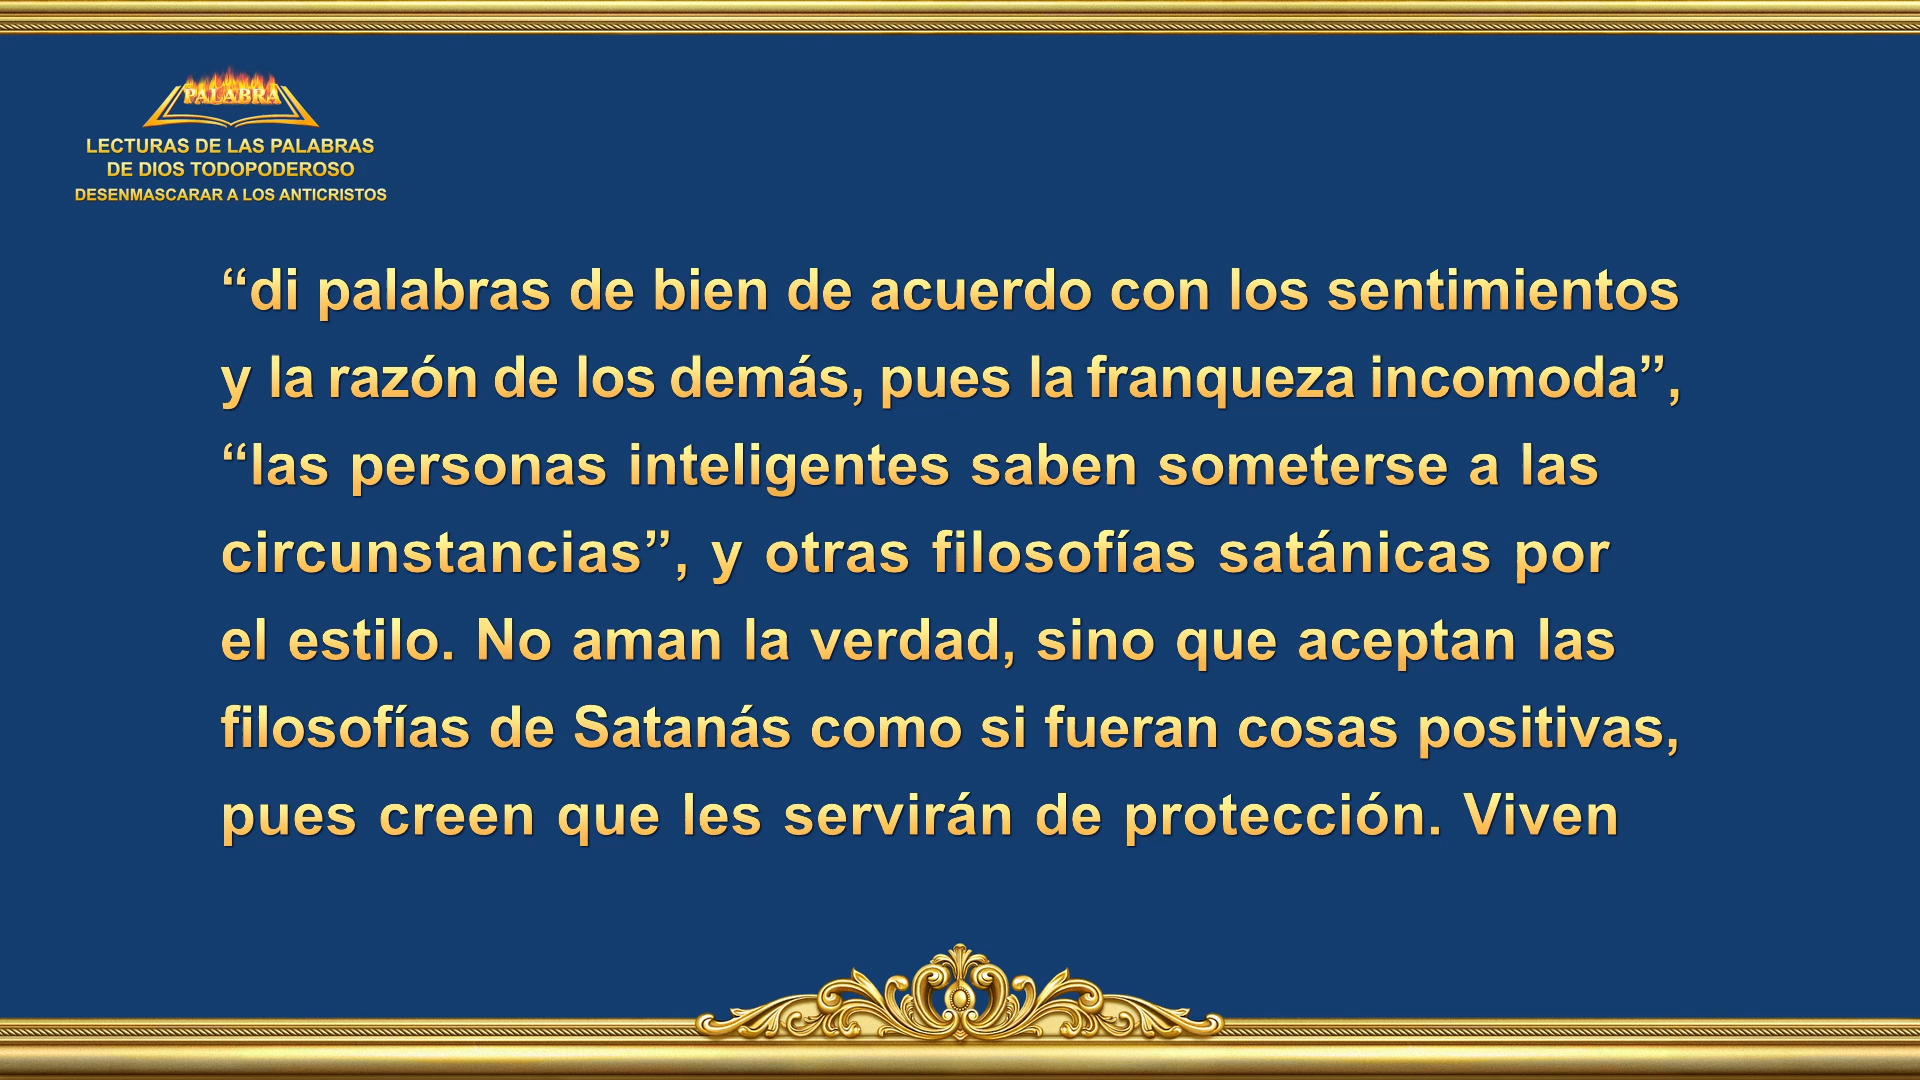 PALABRA
LECTURAS DE LAS PALABRAS
DE DIOS TODOPODEROSO
DESENMASCARAR A LOS ANTICRISTOS
“di palabras de bien de acuerdo con los sentimientos
y la razón de los demás, pues la franqueza incomoda”,
“las personas inteligentes saben someterse a las
circunstancias”, y otras filosofías satánicas por
el estilo. No aman la verdad, sino que aceptan las
filosofías de Satanás como si fueran cosas positivas,
pues creen que les servirán de protección. Viven